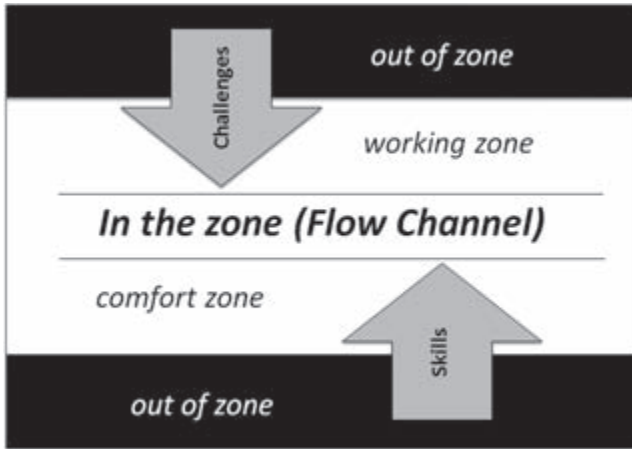 out of zone
Challenges
working zone
In the zone (Flow Channel)
comfort zone
Skills
out of zone